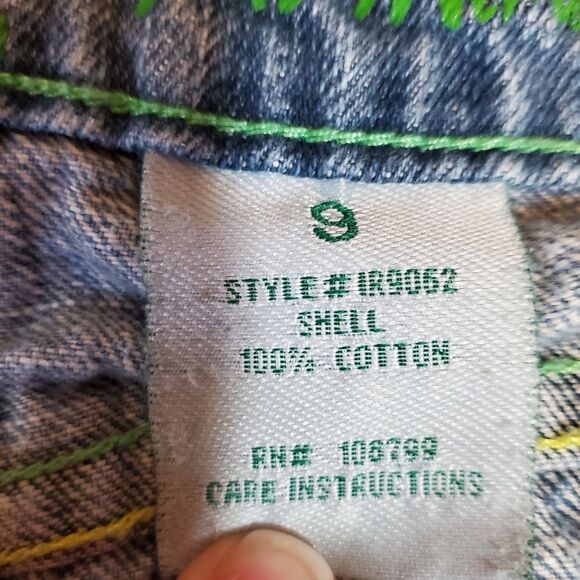 9
STYLE# IR9062
SHELL
100% COTTON
RN# 108799
CARE INSTRUCTIONS